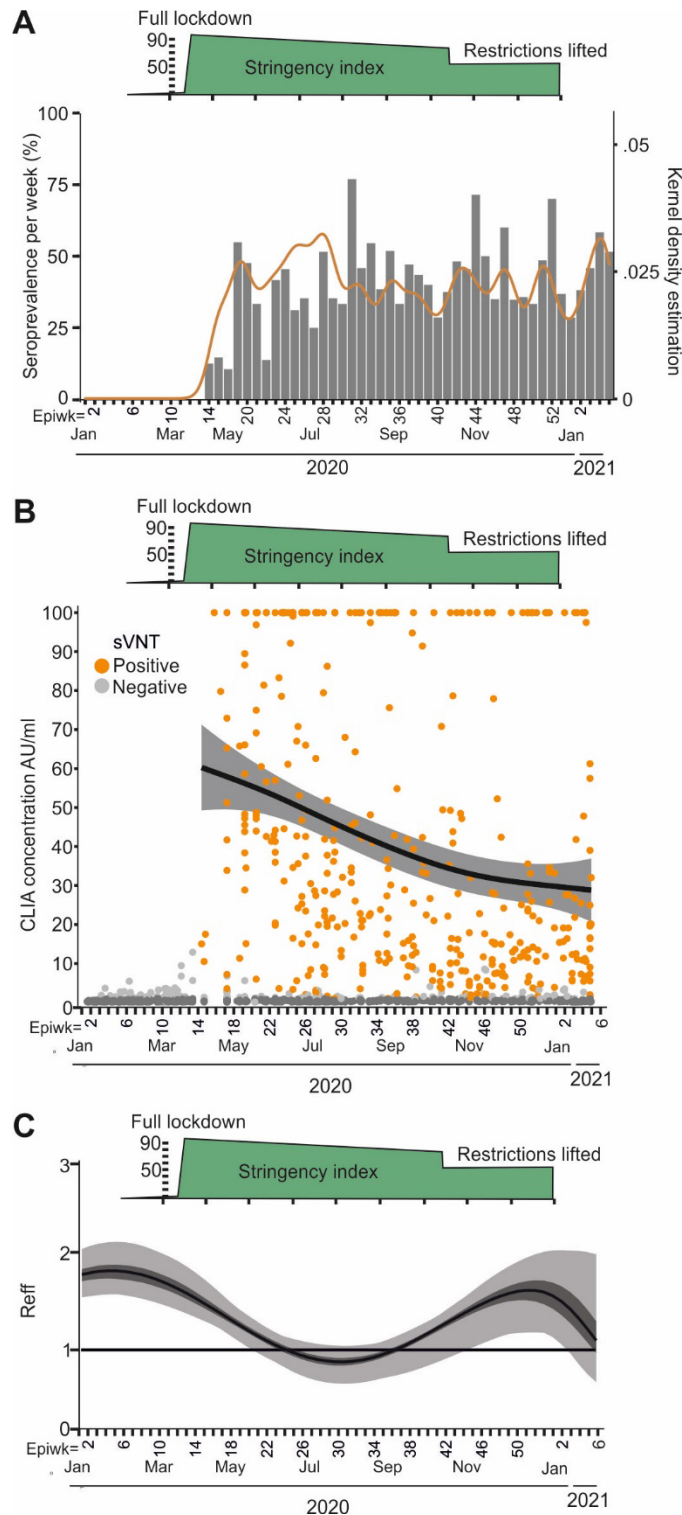 A
Full lockdown
90
50
Stringency index
Restrictions lifted
Seroprevalence per week (%)
100
75
50
25
0
Kernel density estimation
.05
0.025
0
Epiwk= 2 6 10 14 20 24 28 32 36 40 44 48 52 2
Jan Mar May Jul Sep Nov Jan
2020 2021
B
Full lockdown
90
50
Stringency index
Restrictions lifted
sVNT
Positive
Negative
CLIA concentration AU/ml
100
90
80
70
60
50
40
30
20
10
0
Epiwk= 2 6 10 14 18 22 26 30 34 38 42 46 50 2 6
Jan Mar May Jul Sep Nov Jan
2020 2021
C
Full lockdown
90
50
Stringency index
Restrictions lifted
Reff
3
2
1
0
Epiwk= 2 6 10 14 18 22 26 30 34 38 42 46 50 2 6
Jan Mar May Jul Sep Nov Jan
2020 2021